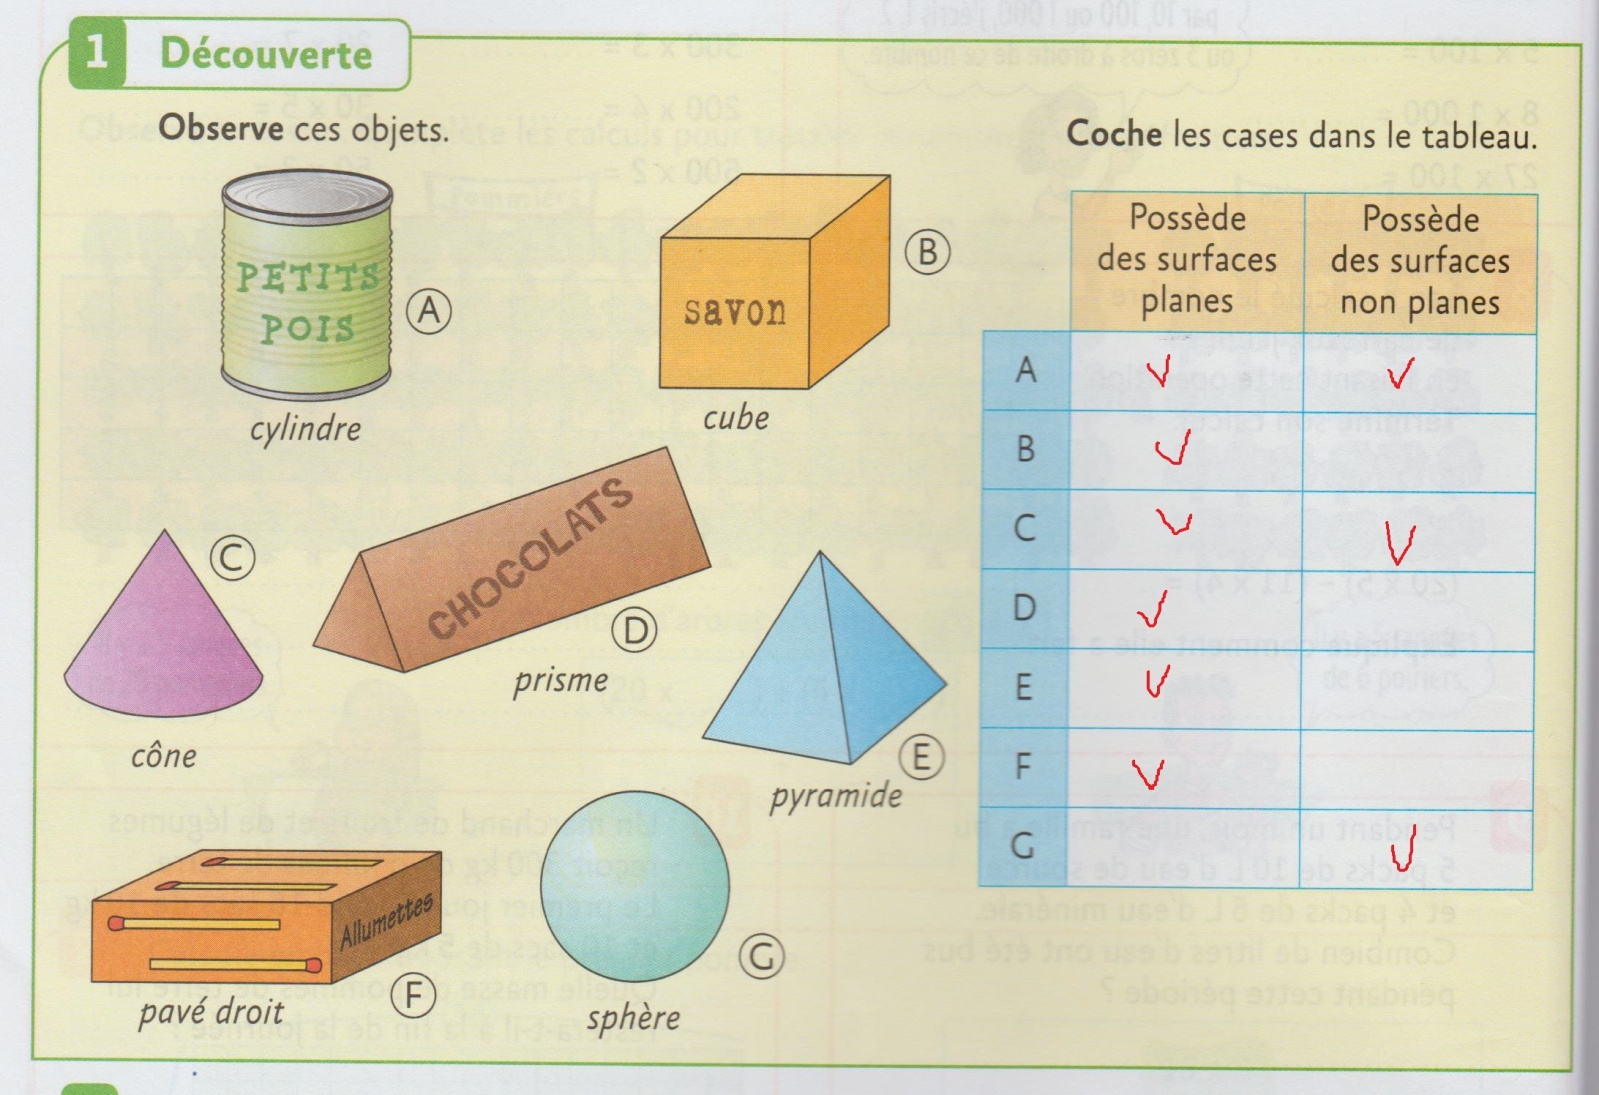 1 Découverte
Observe ces objets.
PETITS
POIS
A
cylindre
savon
B
cube
C
cône
CHOCOLATS
D
prisme
E
pyramide
Allumettes
F
pavé droit
G
sphère
Coche les cases dans le tableau.
Possède
des surfaces
planes
Possède
des surfaces
non planes
A
B
C
D
E
F
G